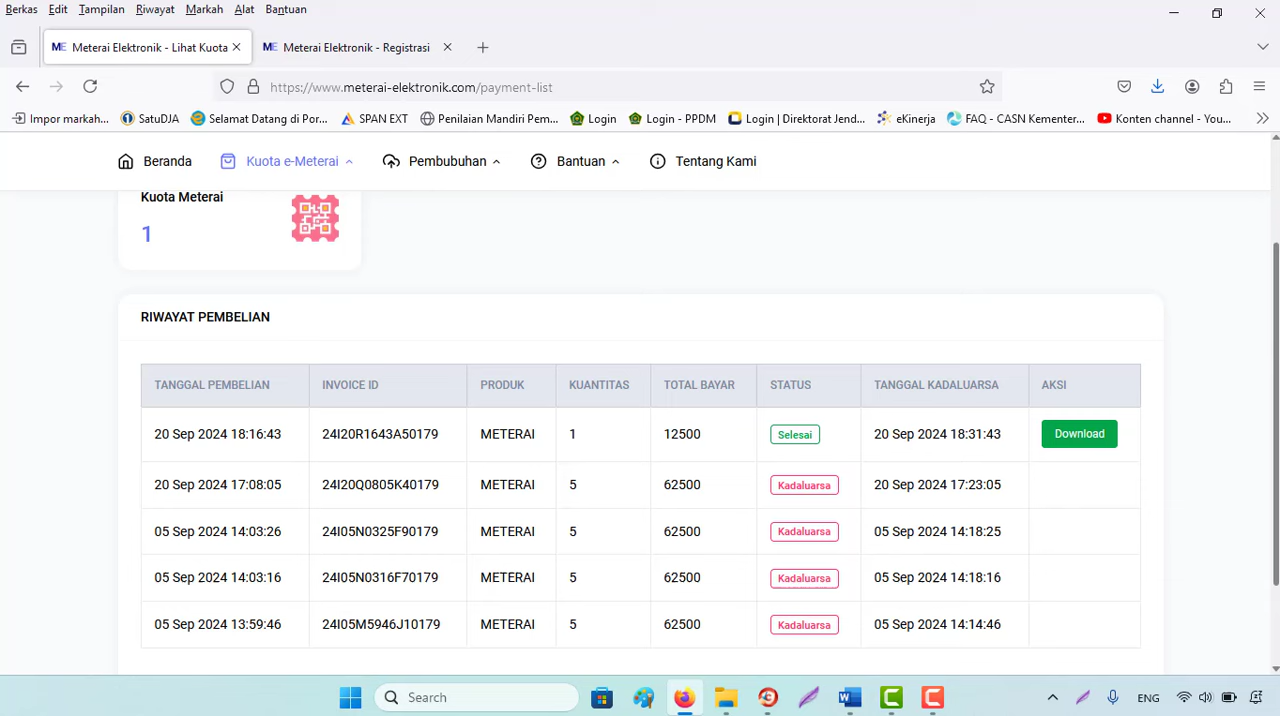 Berkas Edit Tampilan Riwayat Markah Alat Bantuan
ME Meterai Elektronik - Lihat Kuota ME Meterai Elektronik - Registrasi
https://www.meterai-elektronik.com/payment-list
Impor markah... SatuDJA Selamat Datang di Por... SPAN EXT Penilaian Mandiri Pem... Login Login - PPDM Login | Direktorat Jend... eKinerja FAQ - CASN Kementer... Konten channel - You...
Beranda Kuota e-Meterai Pembubuhan Bantuan Tentang Kami
Kuota Meterai
1
RIWAYAT PEMBELIAN
TANGGAL PEMBELIAN INVOICE ID PRODUK KUANTITAS TOTAL BAYAR STATUS TANGGAL KADALUARSA AKSI
20 Sep 2024 18:16:43 24I20R1643A50179 METERAI 1 12500 Selesai 20 Sep 2024 18:31:43 Download
20 Sep 2024 17:08:05 24I20Q0805K40179 METERAI 5 62500 Kadaluarsa 20 Sep 2024 17:23:05
05 Sep 2024 14:03:26 24I05N0325F90179 METERAI 5 62500 Kadaluarsa 05 Sep 2024 14:18:25
05 Sep 2024 14:03:16 24I05N0316F70179 METERAI 5 62500 Kadaluarsa 05 Sep 2024 14:18:16
05 Sep 2024 13:59:46 24I05M5946J10179 METERAI 5 62500 Kadaluarsa 05 Sep 2024 14:14:46
Search ENG